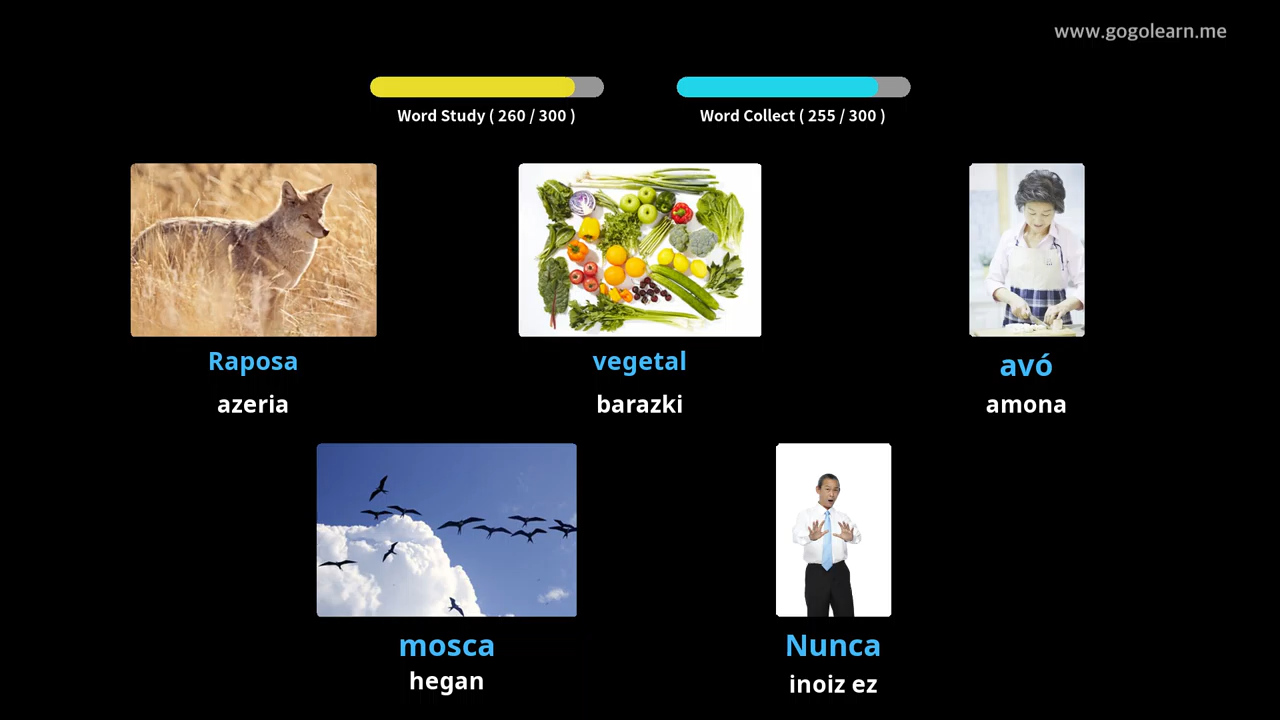 www.gogolearn.me
Word Study ( 260 / 300 )
Word Collect ( 255 / 300 )
Raposa
azeria
vegetal
barazki
avó
amona
mosca
hegan
Nunca
inoiz ez